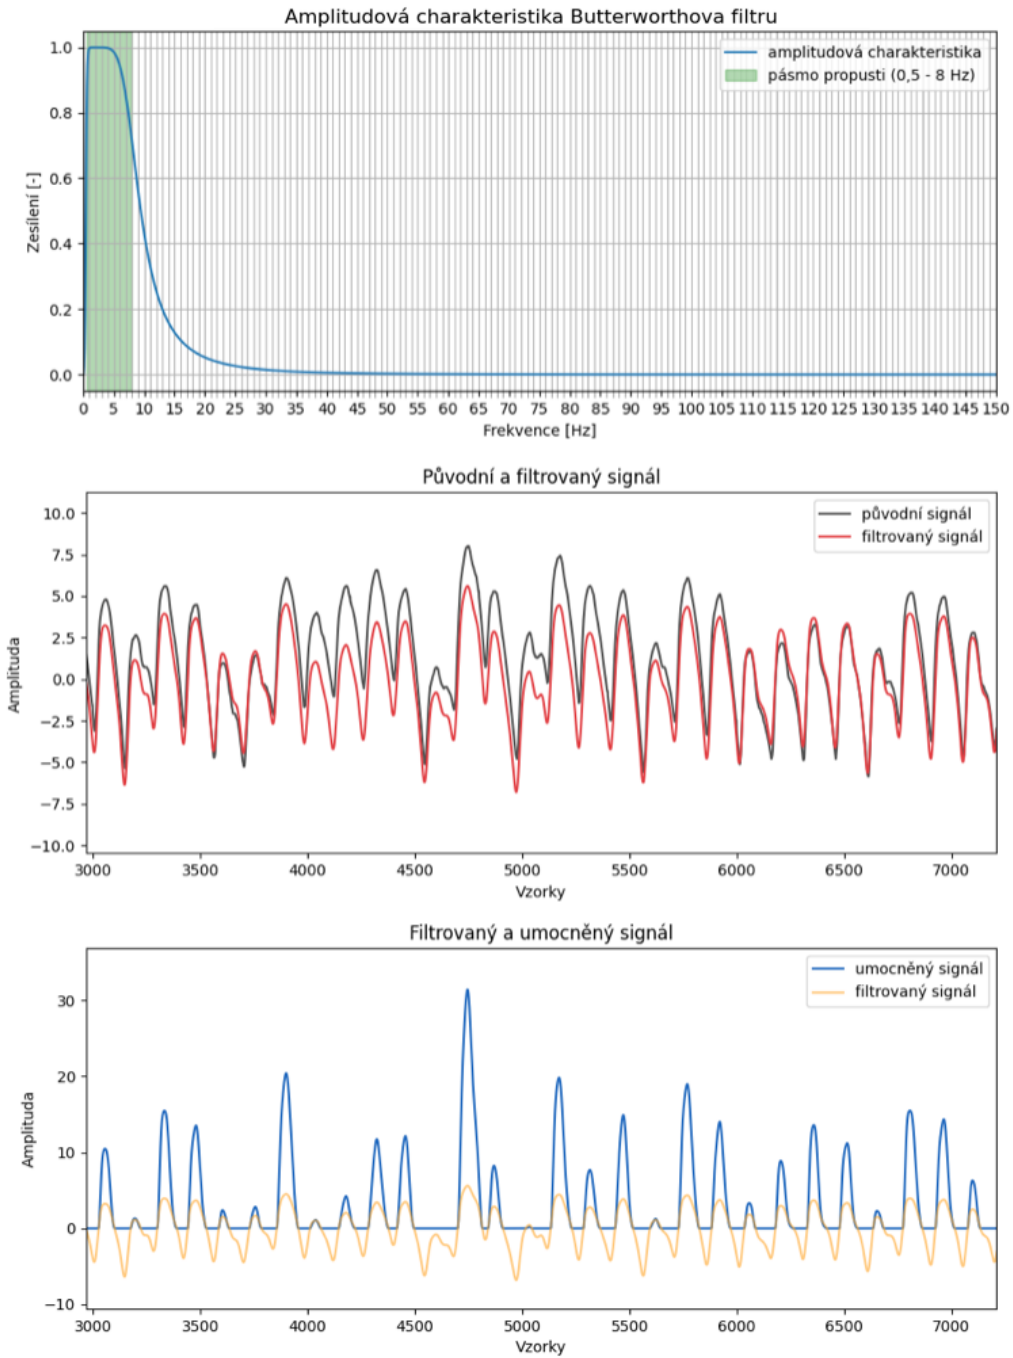 Amplitudová charakteristika Butterworthova filtru
amplitudová charakteristika
pásmo propusti (0,5 - 8 Hz)
Zesílení [-]
1.0
0.8
0.6
0.4
0.2
0.0
0 5 10 15 20 25 30 35 40 45 50 55 60 65 70 75 80 85 90 95 100 105 110 115 120 125 130 135 140 145 150
Frekvence [Hz]
Původní a filtrovaný signál
původní signál
filtrovaný signál
Amplituda
10.0
7.5
5.0
2.5
0.0
−2.5
−5.0
−7.5
−10.0
3000 3500 4000 4500 5000 5500 6000 6500 7000
Vzorky
Filtrovaný a umocněný signál
umocněný signál
filtrovaný signál
Amplituda
30
20
10
0
−10
3000 3500 4000 4500 5000 5500 6000 6500 7000
Vzorky